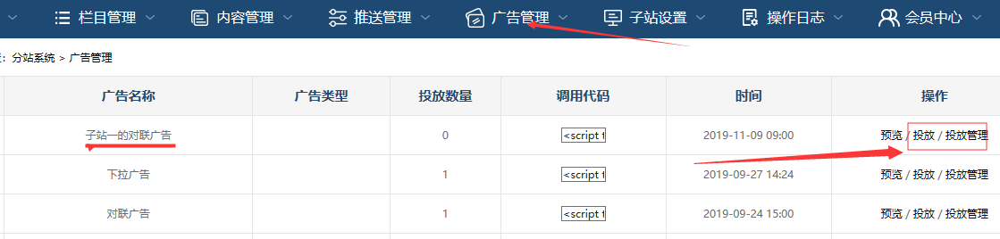 栏目管理 内容管理 推送管理 广告管理 子站设置 操作日志 会员中心
：分站系统 > 广告管理
广告名称 广告类型 投放数量 调用代码 时间 操作
子站一的对联广告 0 <script t 2019-11-09 09:00 预览 / 投放 / 投放管理
下拉广告 1 <script t 2019-09-27 14:24 预览 / 投放 / 投放管理
对联广告 1 <script t 2019-09-24 15:00 预览 / 投放 / 投放管理